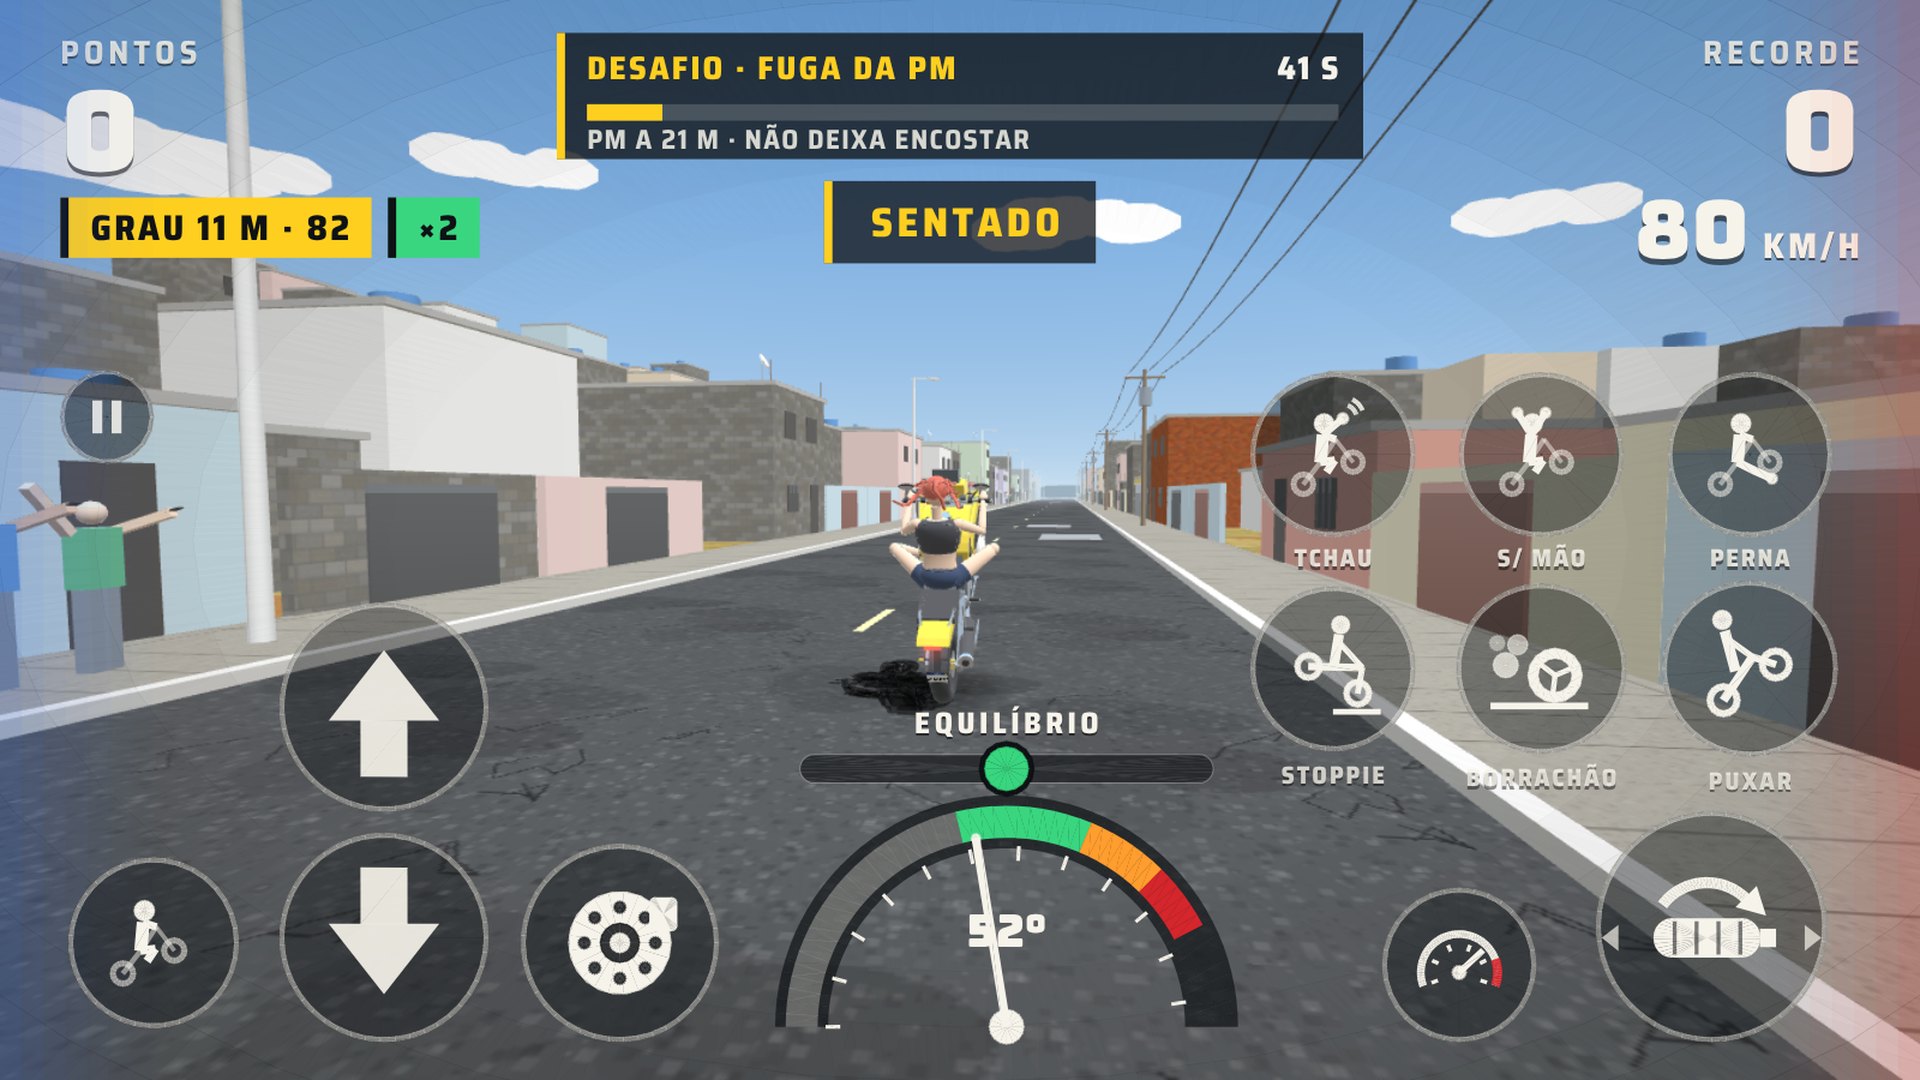 PONTOS
0
GRAU 11 M · 82
×2
DESAFIO · FUGA DA PM
41 S
PM A 21 M · NÃO DEIXA ENCOSTAR
SENTADO
RECORDE
0
80 KM/H
TCHAU
S/ MÃO
PERNA
STOPPIE
BORRACHÃO
PUXAR
EQUILÍBRIO
52°